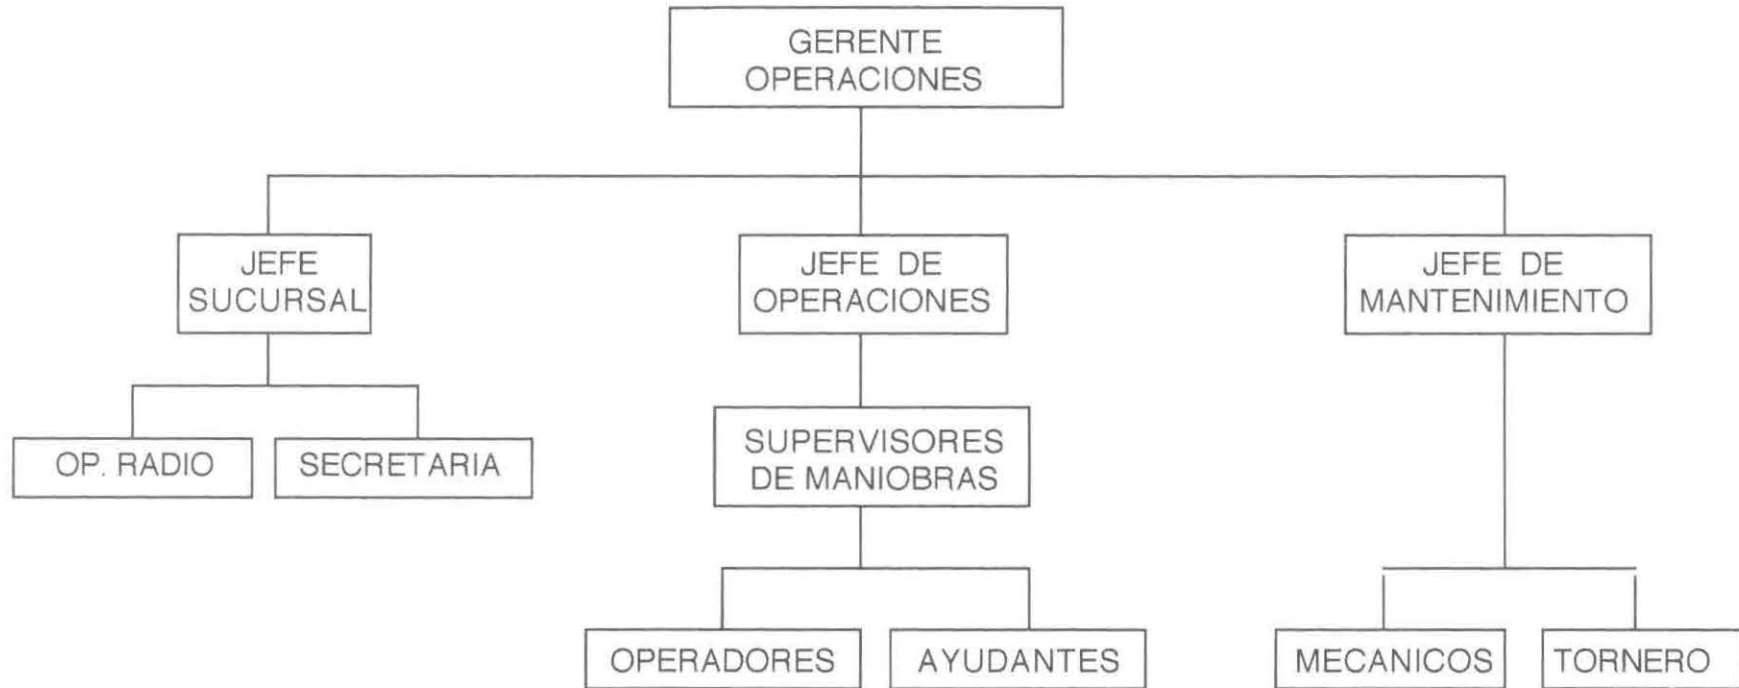 GERENTE
OPERACIONES
JEFE
SUCURSAL
JEFE DE
OPERACIONES
JEFE DE
MANTENIMIENTO
OP. RADIO
SECRETARIA
SUPERVISORES
DE MANIOBRAS
OPERADORES
AYUDANTES
MECANICOS
TORNERO